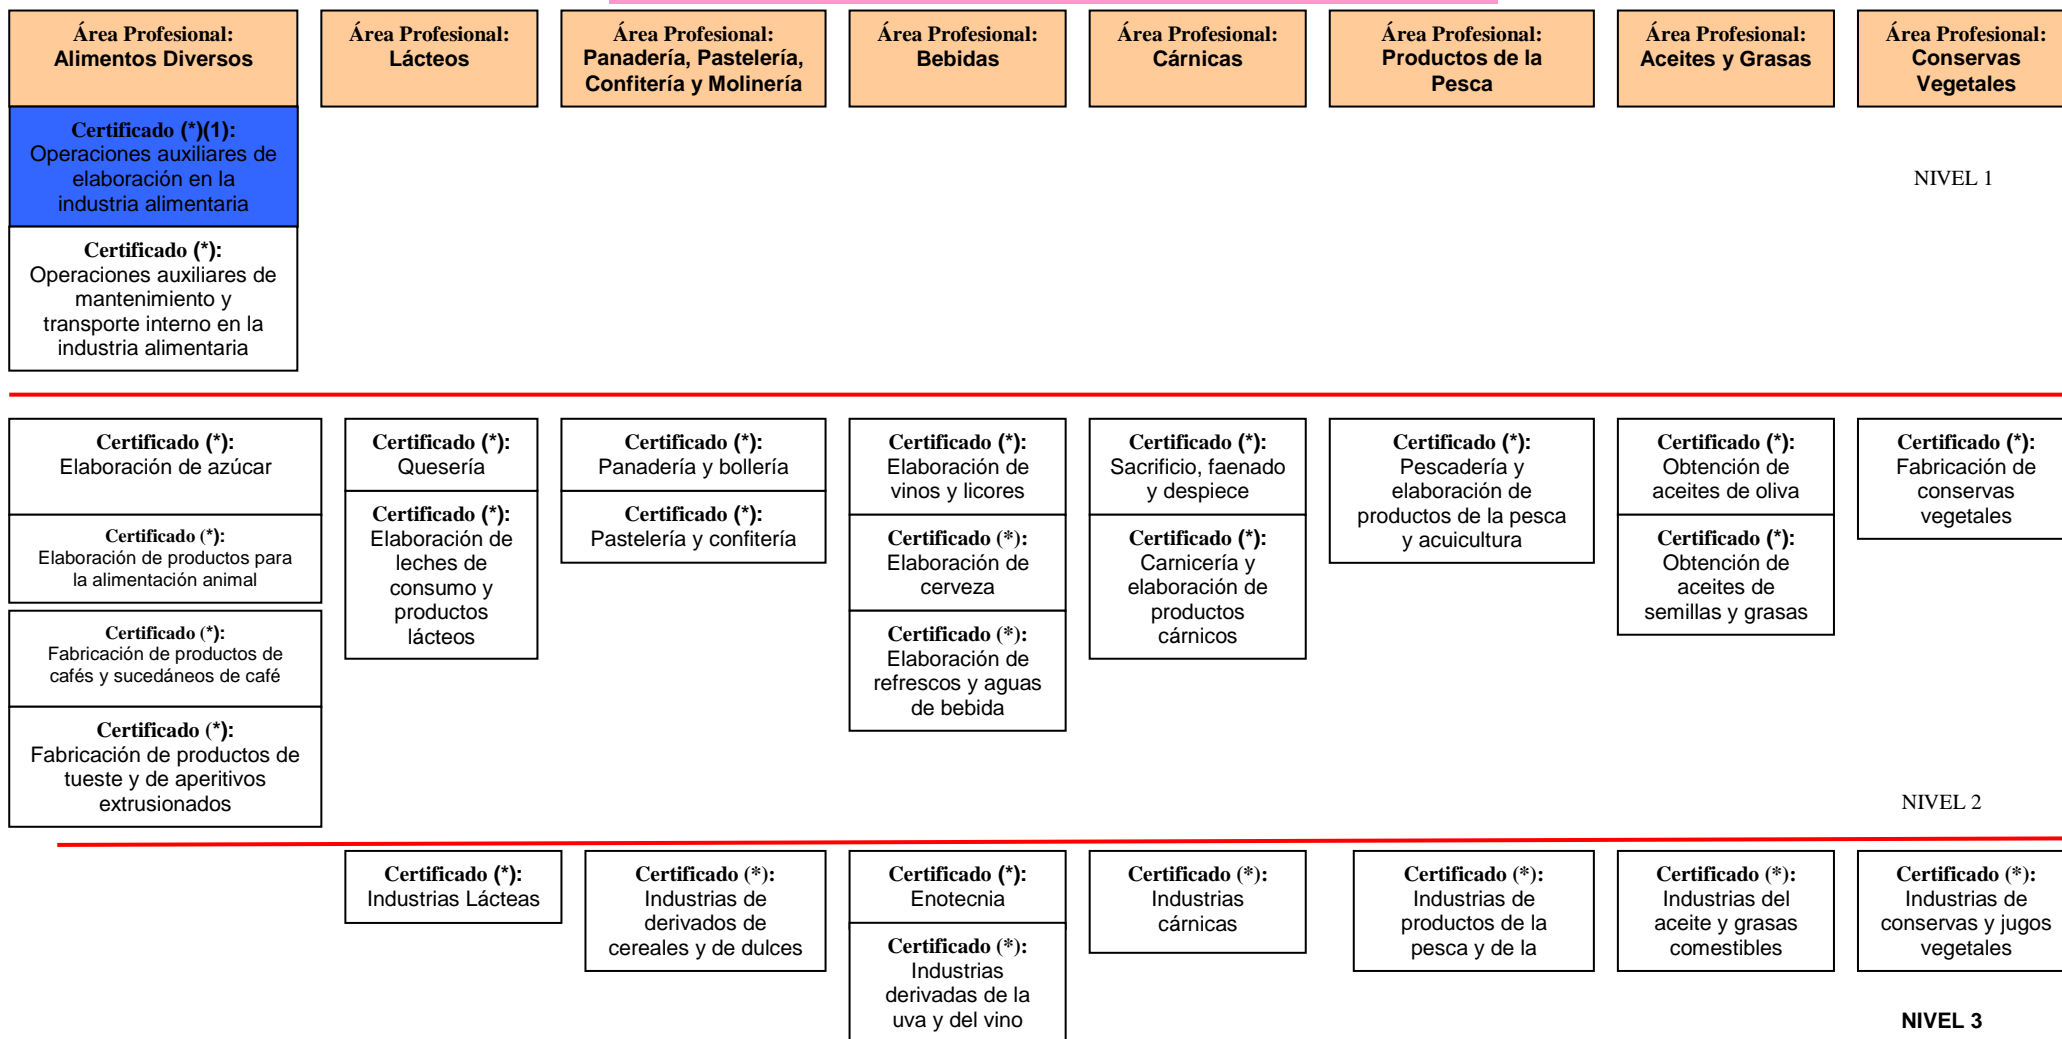 Área Profesional:
Alimentos Diversos
Área Profesional:
Lácteos
Área Profesional:
Panadería, Pastelería,
Confitería y Molinería
Área Profesional:
Bebidas
Área Profesional:
Cárnicas
Área Profesional:
Productos de la
Pesca
Área Profesional:
Aceites y Grasas
Área Profesional:
Conservas
Vegetales
Certificado (*)(1):
Operaciones auxiliares de
elaboración en la
industria alimentaria
NIVEL 1
Certificado (*):
Operaciones auxiliares de
mantenimiento y
transporte interno en la
industria alimentaria
Certificado (*):
Elaboración de azúcar
Certificado (*):
Elaboración de productos para
la alimentación animal
Certificado (*):
Fabricación de productos de
cafés y sucedáneos de café
Certificado (*):
Fabricación de productos de
tueste y de aperitivos
extrusionados
Certificado (*):
Quesería
Certificado (*):
Elaboración de
leches de
consumo y
productos
lácteos
Certificado (*):
Panadería y bollería
Certificado (*):
Pastelería y confitería
Certificado (*):
Elaboración de
vinos y licores
Certificado (*):
Elaboración de
cerveza
Certificado (*):
Elaboración de
refrescos y aguas
de bebida
Certificado (*):
Sacrificio, faenado
y despiece
Certificado (*):
Carnicería y
elaboración de
productos
cárnicos
Certificado (*):
Pescadería y
elaboración de
productos de la pesca
y acuicultura
Certificado (*):
Obtención de
aceites de oliva
Certificado (*):
Obtención de
aceites de
semillas y grasas
Certificado (*):
Fabricación de
conservas
vegetales
NIVEL 2
Certificado (*):
Industrias Lácteas
Certificado (*):
Industrias de
derivados de
cereales y de dulces
Certificado (*):
Enotecnia
Certificado (*):
Industrias
derivadas de la
uva y del vino
Certificado (*):
Industrias
cárnicas
Certificado (*):
Industrias de
productos de la
pesca y de la
Certificado (*):
Industrias del
aceite y grasas
comestibles
Certificado (*):
Industrias de
conservas y jugos
vegetales
NIVEL 3